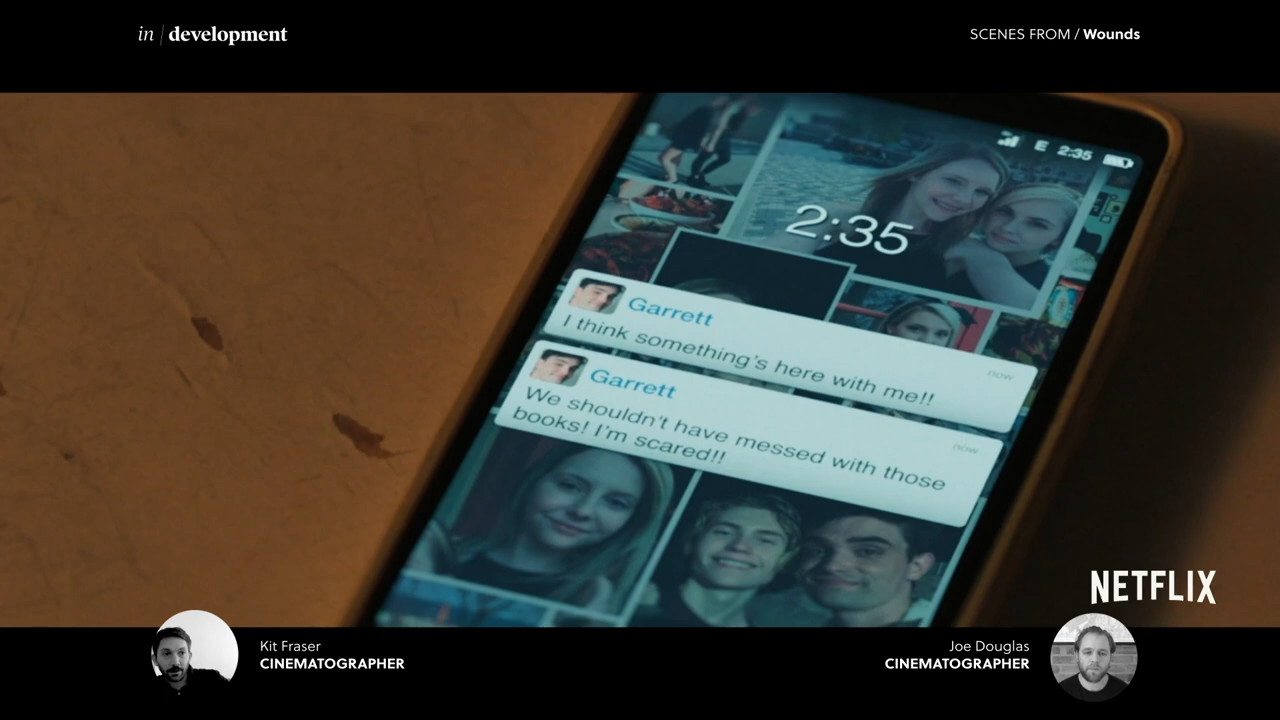 in | development
SCENES FROM / Wounds
E 2:35
2:35
Garrett
I think something's here with me!!
now
Garrett
now
We shouldn't have messed with those
books! I'm scared!!
NETFLIX
Kit Fraser
CINEMATOGRAPHER
Joe Douglas
CINEMATOGRAPHER